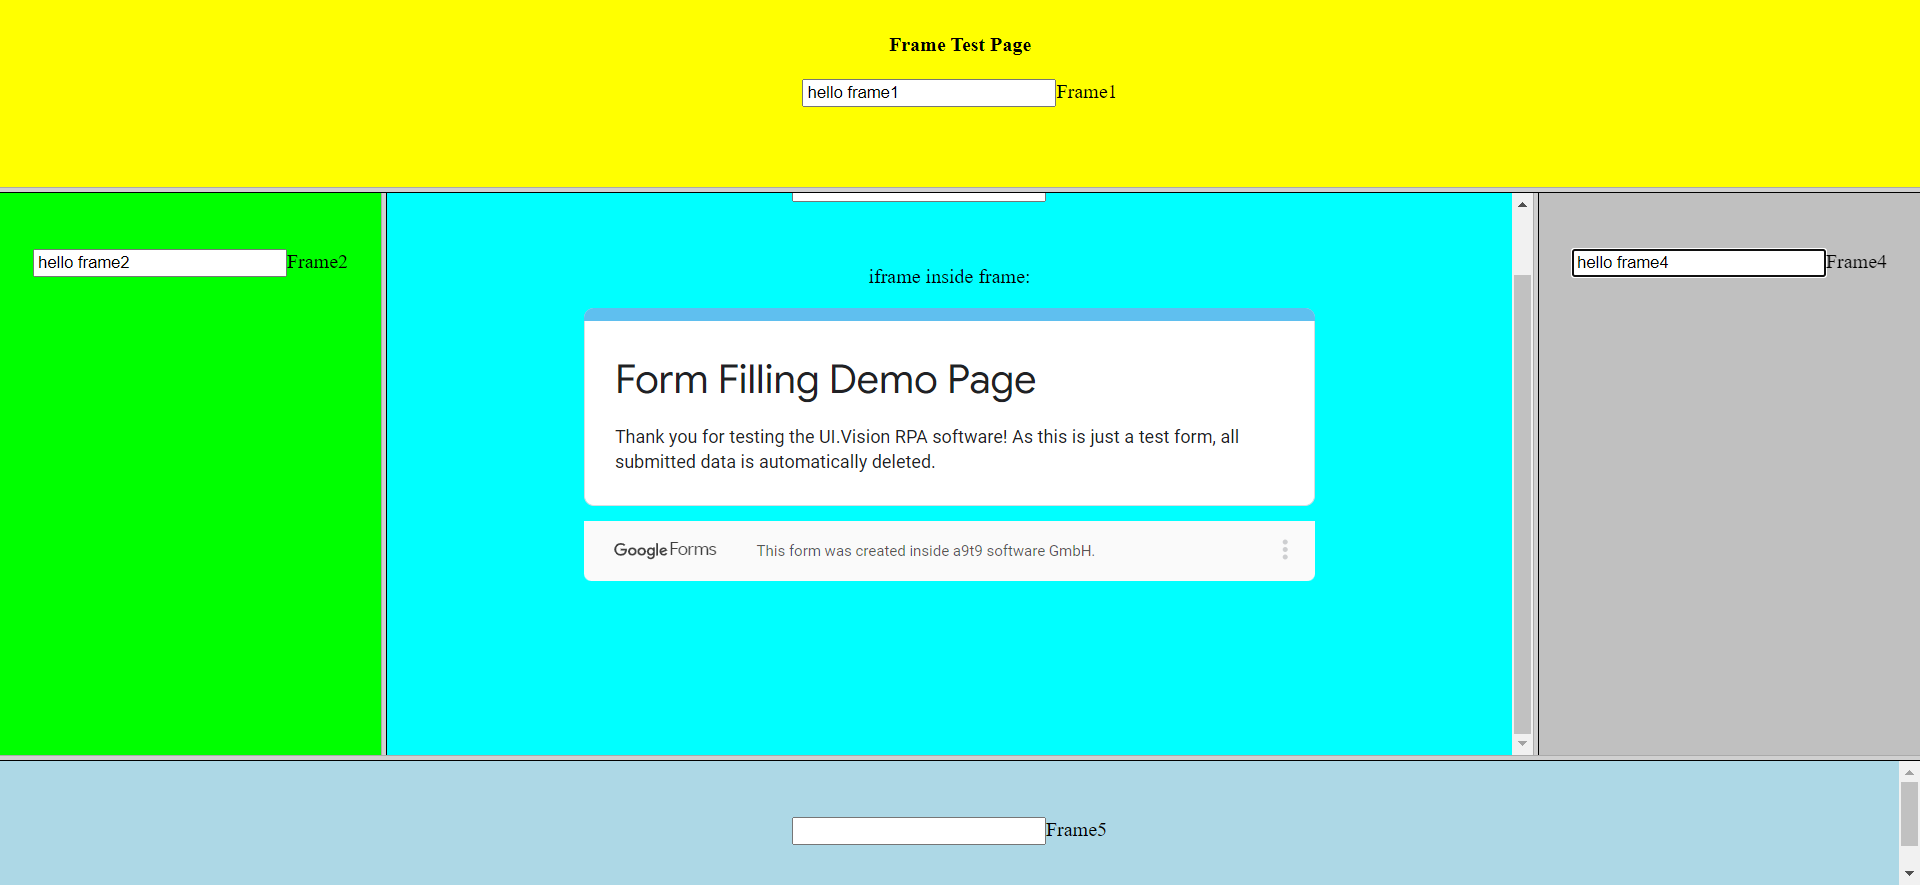 Frame Test Page
hello frame1 Frame1
hello frame2 Frame2
iframe inside frame:
Form Filling Demo Page
Thank you for testing the UI.Vision RPA software! As this is just a test form, all
submitted data is automatically deleted.
Google Forms This form was created inside a9t9 software GmbH.
hello frame4 Frame4
Frame5